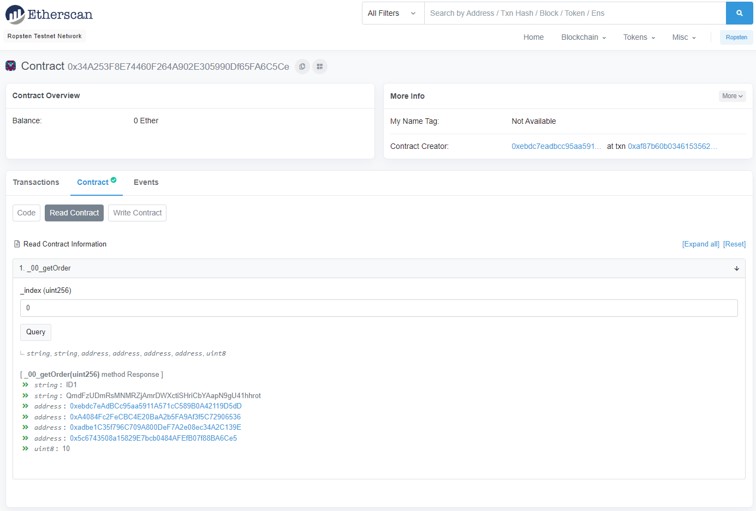 Etherscan
All Filters
Search by Address / Txn Hash / Block / Token / Ens
Ropsten Testnet Network
Home Blockchain Tokens Misc Ropsten
Contract 0x34A253F8E74460F264A902E305990Df65FA6C5Ce
Contract Overview
Balance: 0 Ether
More Info
More
My Name Tag: Not Available
Contract Creator: 0xebdc7eadbcc95aa591... at txn 0xaf87b60b0346153562...
Transactions Contract Events
Code Read Contract Write Contract
Read Contract Information
[Expand all] [Reset]
1. _00_getOrder
_index (uint256)
0
Query
string, string, address, address, address, address, uint8
[ _00_getOrder(uint256) method Response ]
string : ID1
string : QmdFzUDmRsMNMRZjAmrDWXctiSHriCbYAapN9gU41hhrot
address : 0xebdc7eAdBCc95aa5911A571cC589B0A42119D5dD
address : 0xA4084Fc2FeCBC4E20BaA2b5FA9Af3f5C72906536
address : 0xadbe1C35f796C709A800DeF7A2e08ec34A2C139E
address : 0x5c6743508a15829E7bcb0484AFEfB07f88BA6Ce5
uint8 : 10